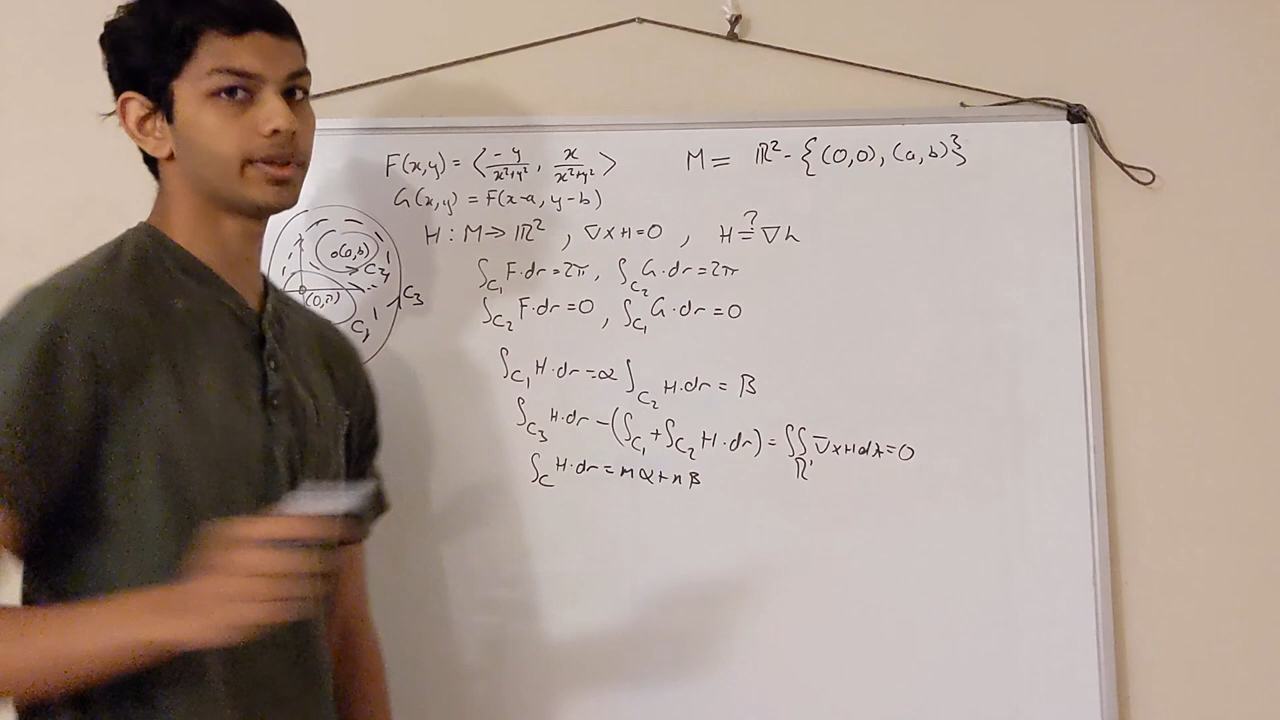 F(x,y) = ⟨ -y/x²+y² , x/x²+y² ⟩
M = ℝ² - {(0,0), (a,b)}
G(x,y) = F(x-a, y-b)
H : M → ℝ² , ∇×H=0 , H ?= ∇h
∫C₁ F·dr=2π , ∫C₂ G·dr=2π
∫C₂ F·dr=0 , ∫C₁ G·dr=0
∫C₁ H·dr=α ∫C₂ H·dr = β
∫C₃ H·dr - (∫C₁ + ∫C₂ H·dr) = ∬R' ∇×H dA=0
∫C H·dr = mα+nβ
(a,b)
C₂
(0,0)
C₃
C₁